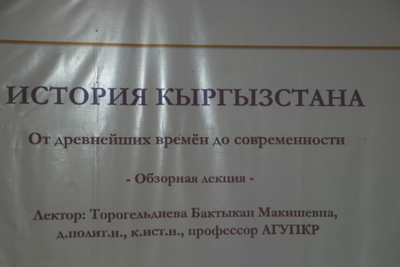 ИСТОРИЯ КЫРГЫЗСТАНА
От древнейших времён до современности
- Обзорная лекция -
Лектор: Торогельдиева Бактыкан Макишевна,
д.полит.н., к.ист.н., профессор АГУПКР